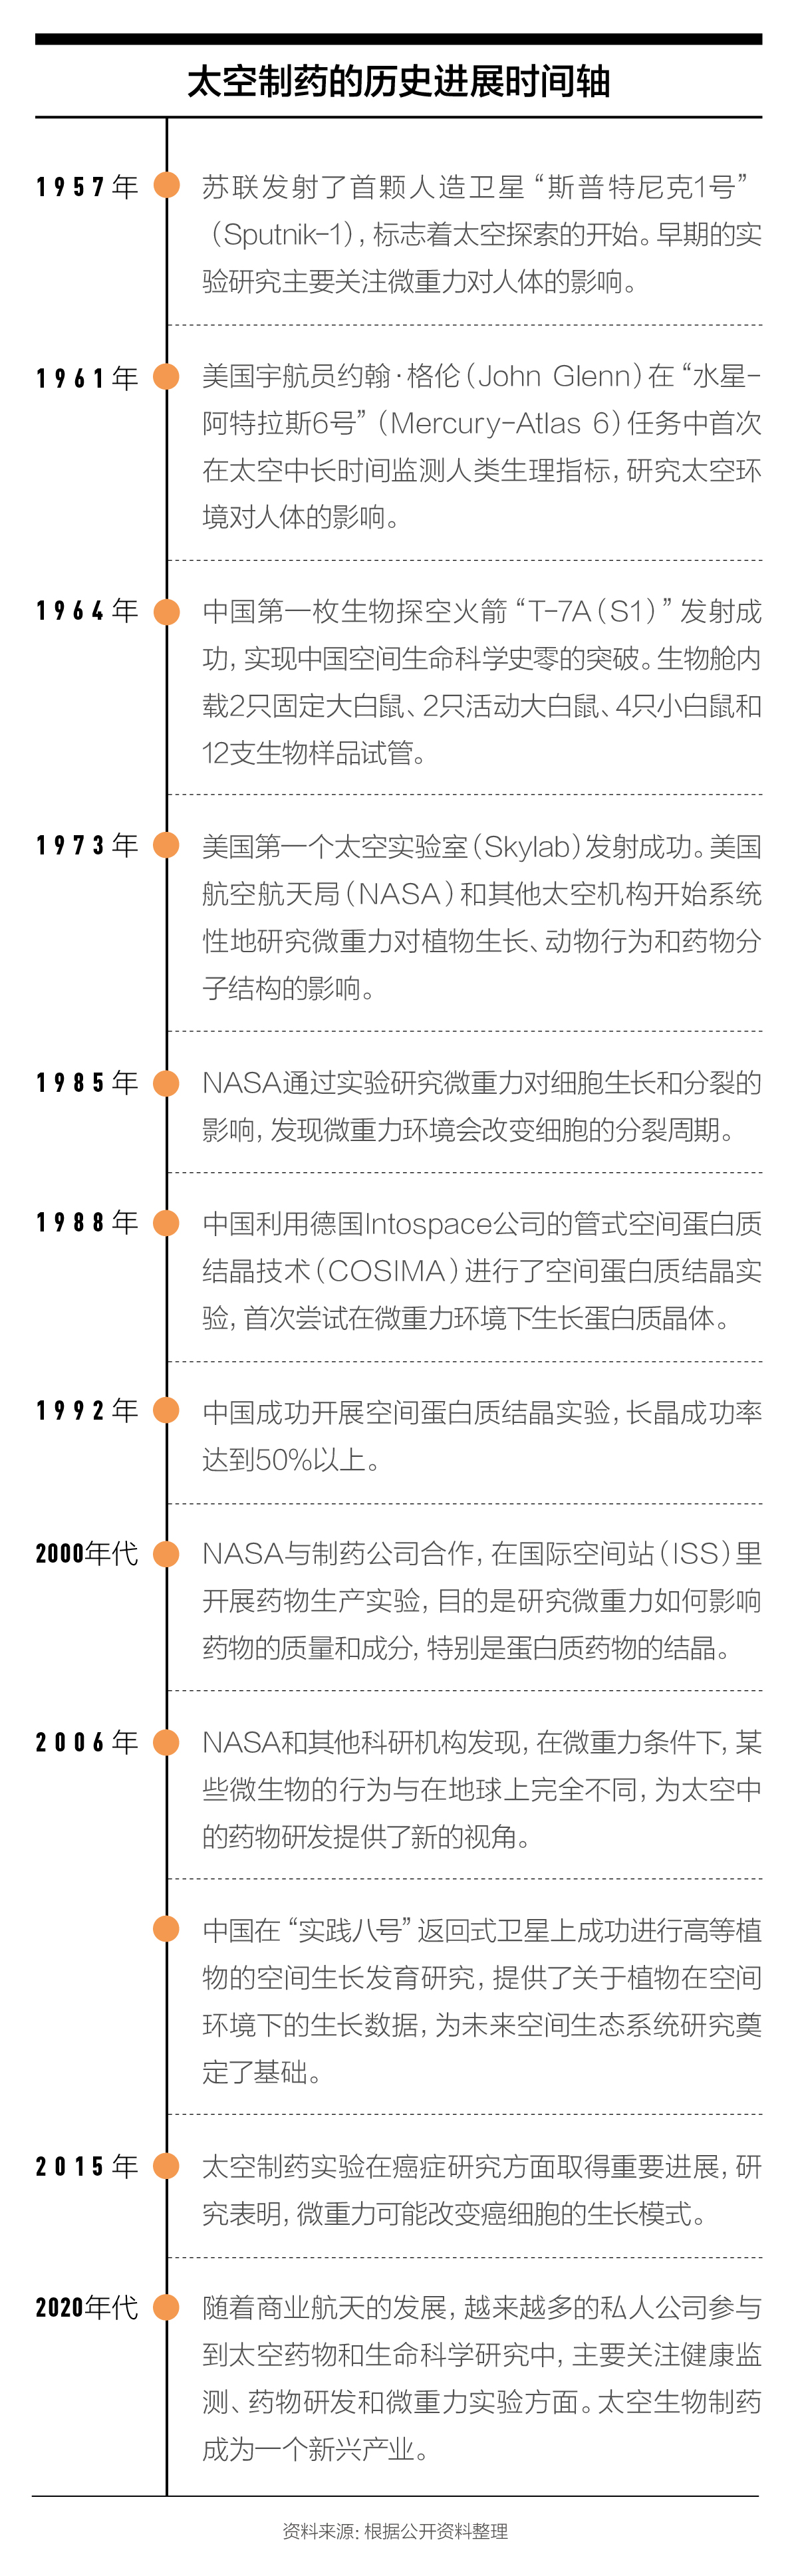 太空制药的历史进展时间轴
1957年
苏联发射了首颗人造卫星“斯普特尼克1号”
（Sputnik-1），标志着太空探索的开始。早期的实
验研究主要关注微重力对人体的影响。
1961年
美国宇航员约翰·格伦（John Glenn）在“水星-
阿特拉斯6号”（Mercury-Atlas 6）任务中首次
在太空中长时间监测人类生理指标，研究太空环
境对人体的影响。
1964年
中国第一枚生物探空火箭“T-7A（S1）”发射成
功，实现中国空间生命科学史零的突破。生物舱内
载2只固定大白鼠、2只活动大白鼠、4只小白鼠和
12支生物样品试管。
1973年
美国第一个太空实验室（Skylab）发射成功。美国
航空航天局（NASA）和其他太空机构开始系统
性地研究微重力对植物生长、动物行为和药物分
子结构的影响。
1985年
NASA通过实验研究微重力对细胞生长和分裂的
影响，发现微重力环境会改变细胞的分裂周期。
1988年
中国利用德国Intospace公司的管式空间蛋白质
结晶技术（COSIMA）进行了空间蛋白质结晶实
验，首次尝试在微重力环境下生长蛋白质晶体。
1992年
中国成功开展空间蛋白质结晶实验，长晶成功率
达到50%以上。
2000年代
NASA与制药公司合作，在国际空间站（ISS）里
开展药物生产实验，目的是研究微重力如何影响
药物的质量和成分，特别是蛋白质药物的结晶。
2006年
NASA和其他科研机构发现，在微重力条件下，某
些微生物的行为与在地球上完全不同，为太空中
的药物研发提供了新的视角。
中国在“实践八号”返回式卫星上成功进行高等植
物的空间生长发育研究，提供了关于植物在空间
环境下的生长数据，为未来空间生态系统研究奠
定了基础。
2015年
太空制药实验在癌症研究方面取得重要进展，研
究表明，微重力可能改变癌细胞的生长模式。
2020年代
随着商业航天的发展，越来越多的私人公司参与
到太空药物和生命科学研究中，主要关注健康监
测、药物研发和微重力实验方面。太空生物制药
成为一个新兴产业。
资料来源：根据公开资料整理